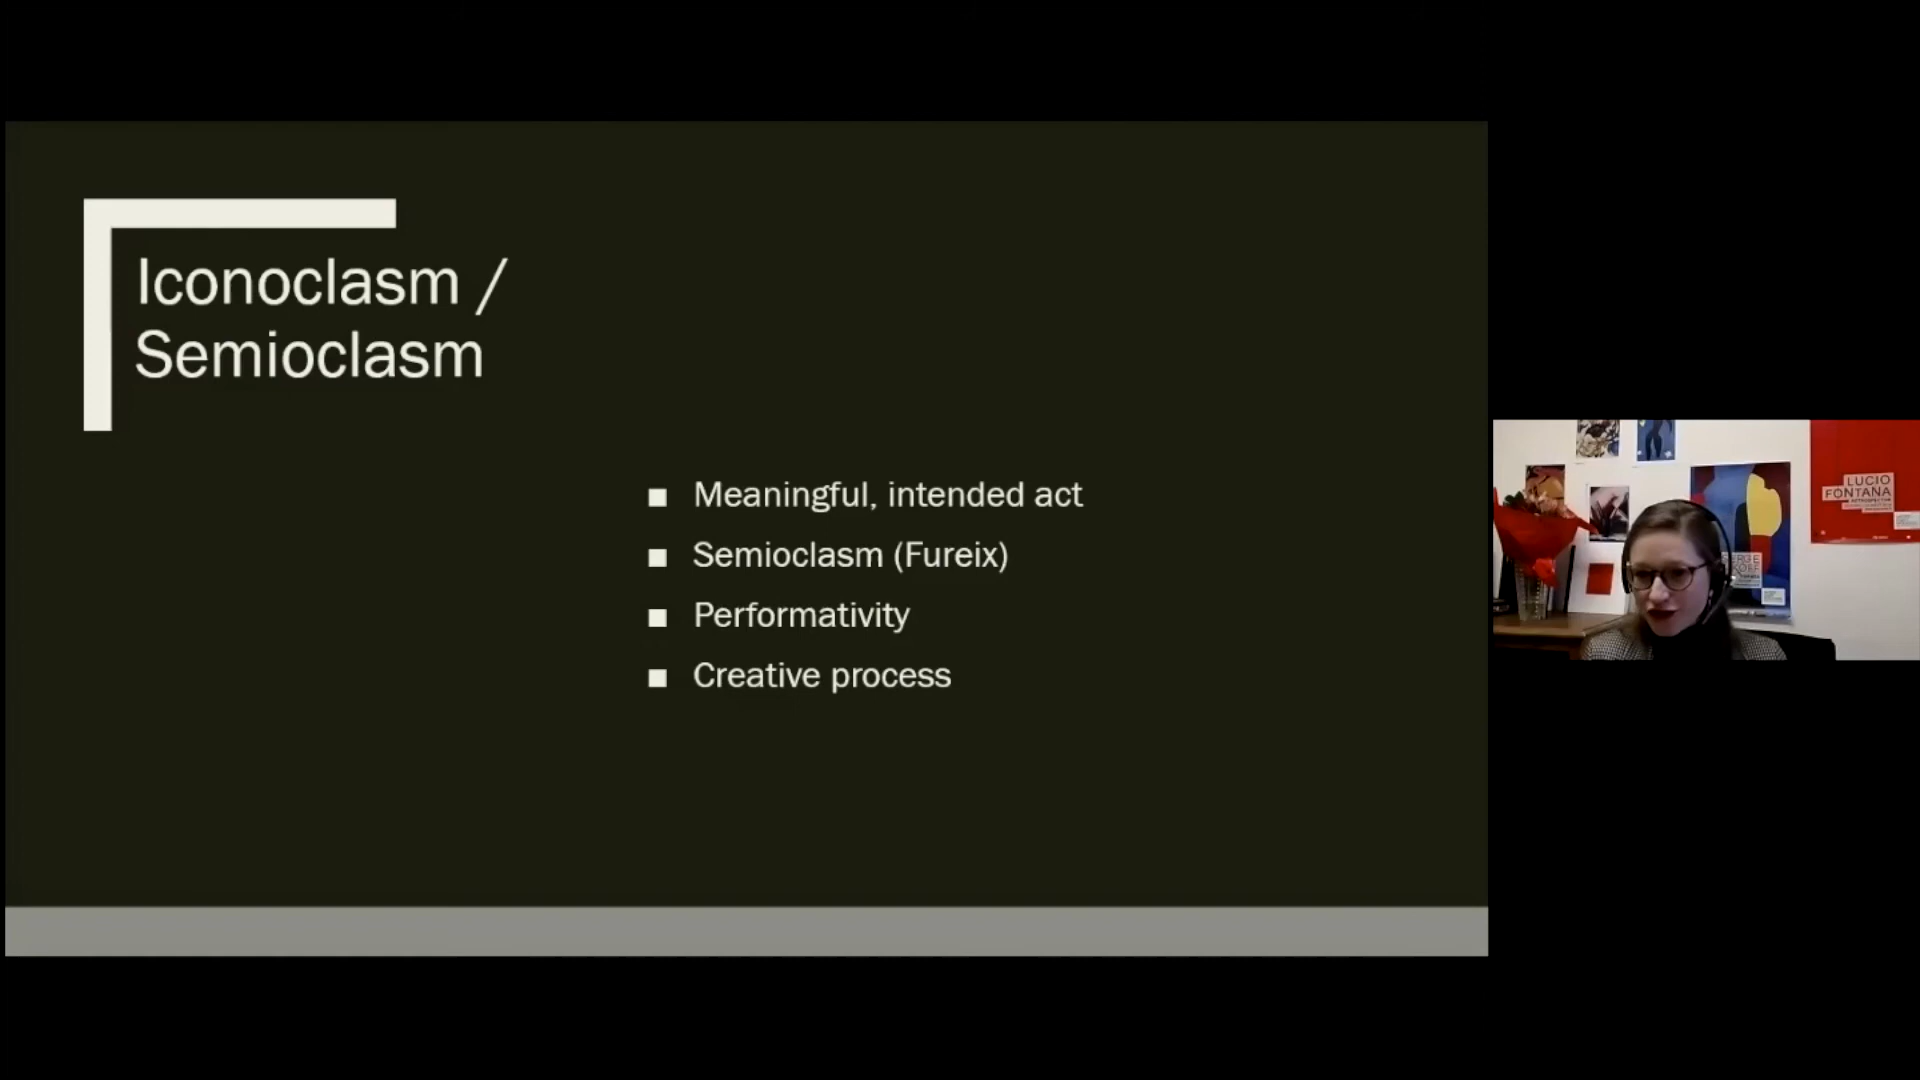 Iconoclasm /
Semioclasm
Meaningful, intended act
Semioclasm (Fureix)
Performativity
Creative process
LUCIO
FONTANA